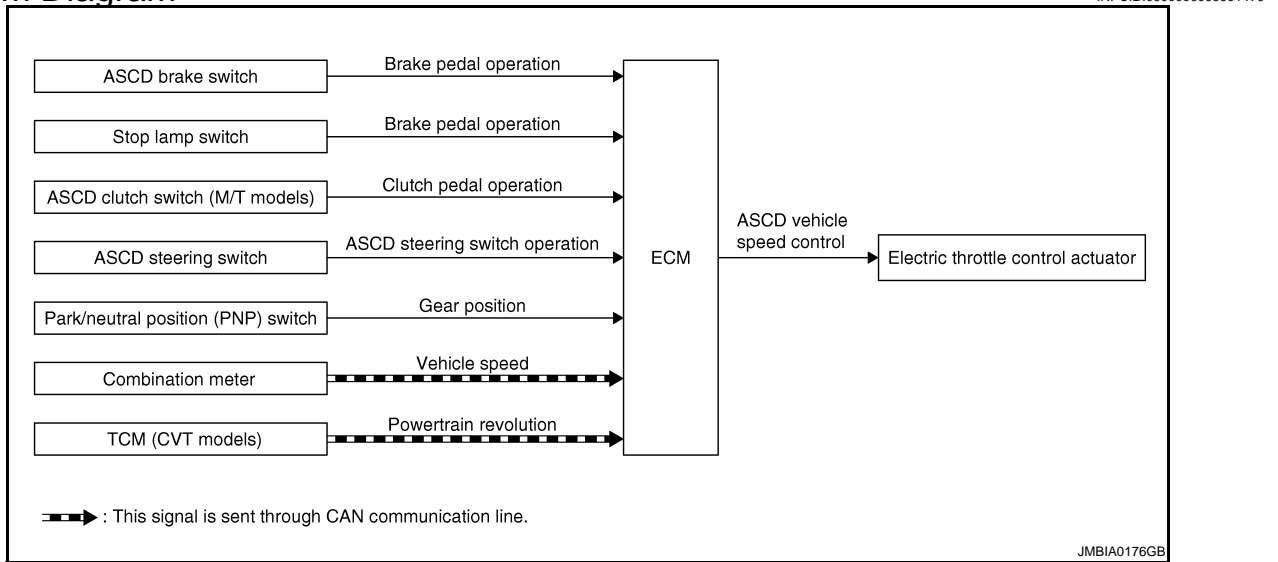 ASCD brake switch
Brake pedal operation
Stop lamp switch
Brake pedal operation
ASCD clutch switch (M/T models)
Clutch pedal operation
ASCD steering switch
ASCD steering switch operation
Park/neutral position (PNP) switch
Gear position
Combination meter
Vehicle speed
TCM (CVT models)
Powertrain revolution
ECM
ASCD vehicle
speed control
Electric throttle control actuator
: This signal is sent through CAN communication line.
JMBIA0176GB